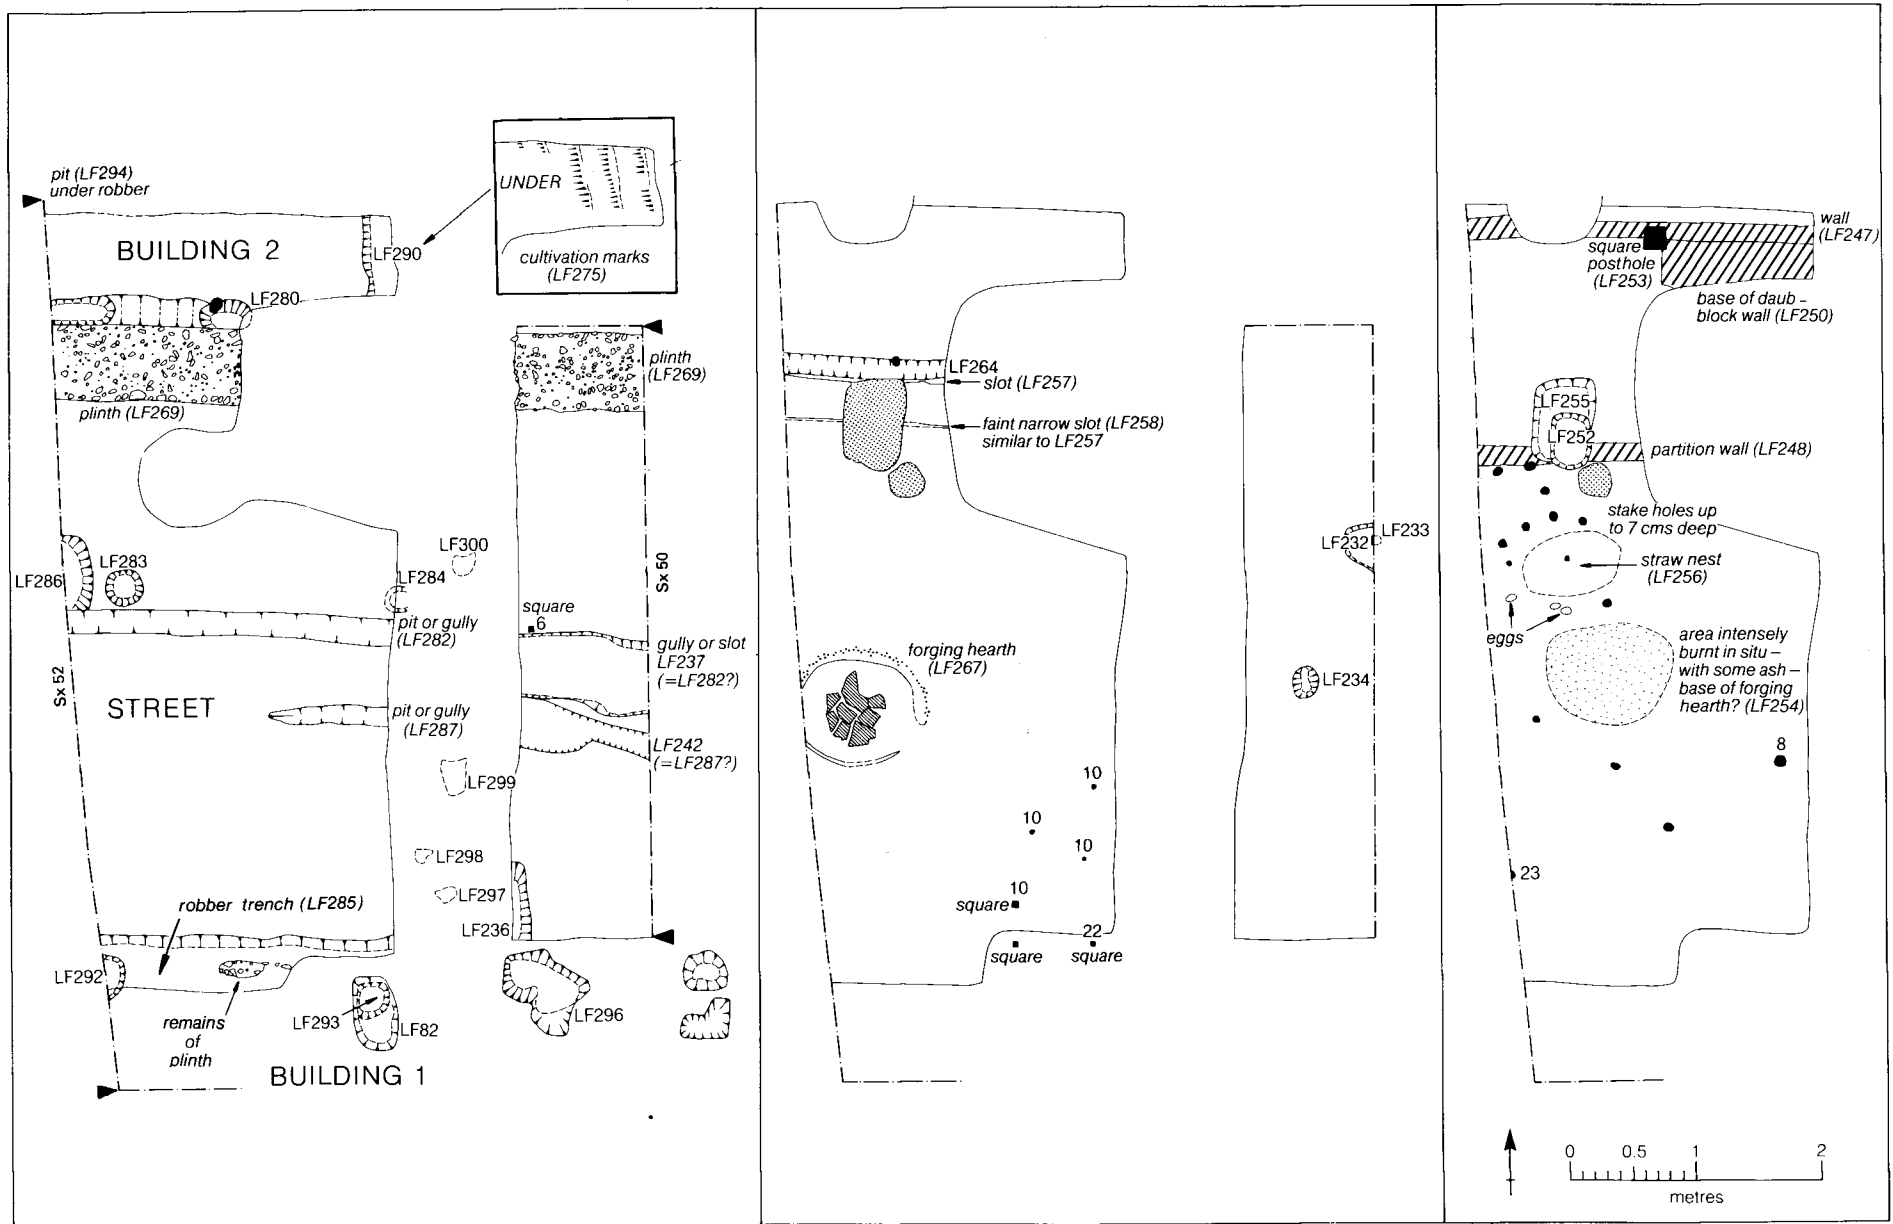 pit (LF294)
under robber
BUILDING 2
LF290
UNDER
cultivation marks
(LF275)
LF280
plinth
(LF269)
plinth (LF269)
LF286
LF283
LF300
LF284
pit or gully
(LF282)
square
6
Sx 50
gully or slot
LF237
(=LF282?)
Sx 52
STREET
pit or gully
(LF287)
LF242
(=LF287?)
LF299
LF298
LF297
LF236
robber trench (LF285)
LF292
remains
of
plinth
LF293
LF82
LF296
BUILDING 1
LF264
slot (LF257)
faint narrow slot (LF258)
similar to LF257
forging hearth
(LF267)
10
10
10
10
square
square
22
square
LF232
LF233
LF234
wall
(LF247)
square
posthole
(LF253)
base of daub –
block wall (LF250)
LF255
LF252
partition wall (LF248)
stake holes up
to 7 cms deep
straw nest
(LF256)
eggs
area intensely
burnt in situ –
with some ash –
base of forging
hearth? (LF254)
8
23
0 0.5 1 2
metres